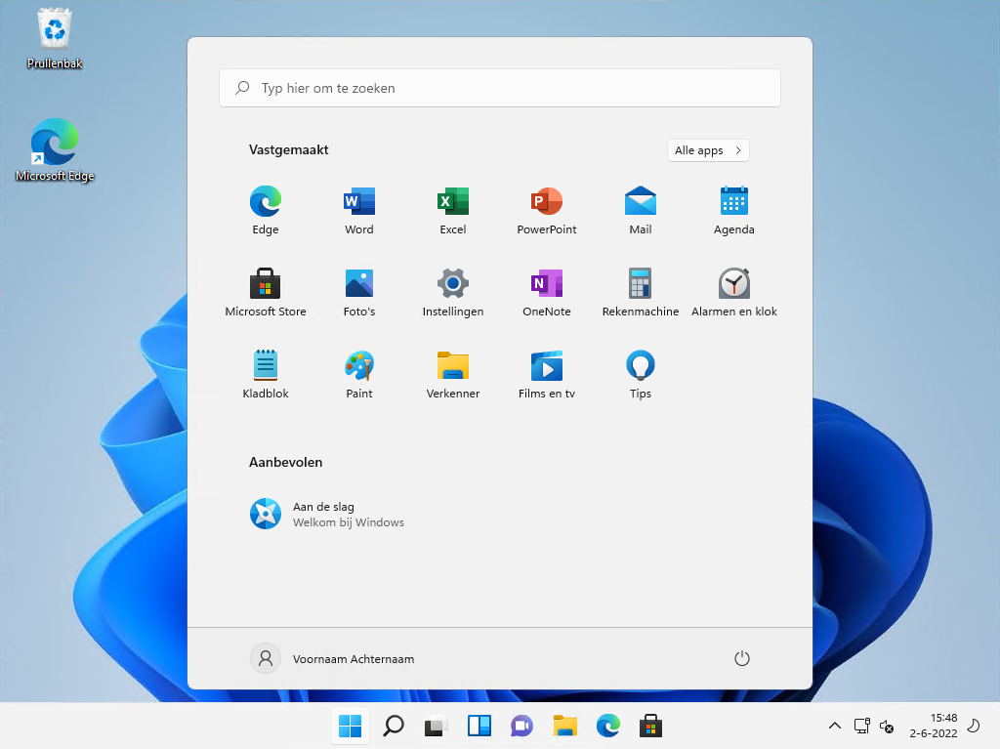 Prullenbak
Microsoft Edge
Typ hier om te zoeken
Vastgemaakt
Alle apps
Edge
Word
Excel
PowerPoint
Mail
Agenda
Microsoft Store
Foto's
Instellingen
OneNote
Rekenmachine
Alarmen en klok
Kladblok
Paint
Verkenner
Films en tv
Tips
Aanbevolen
Aan de slag
Welkom bij Windows
Voornaam Achternaam
15:48
2-6-2022